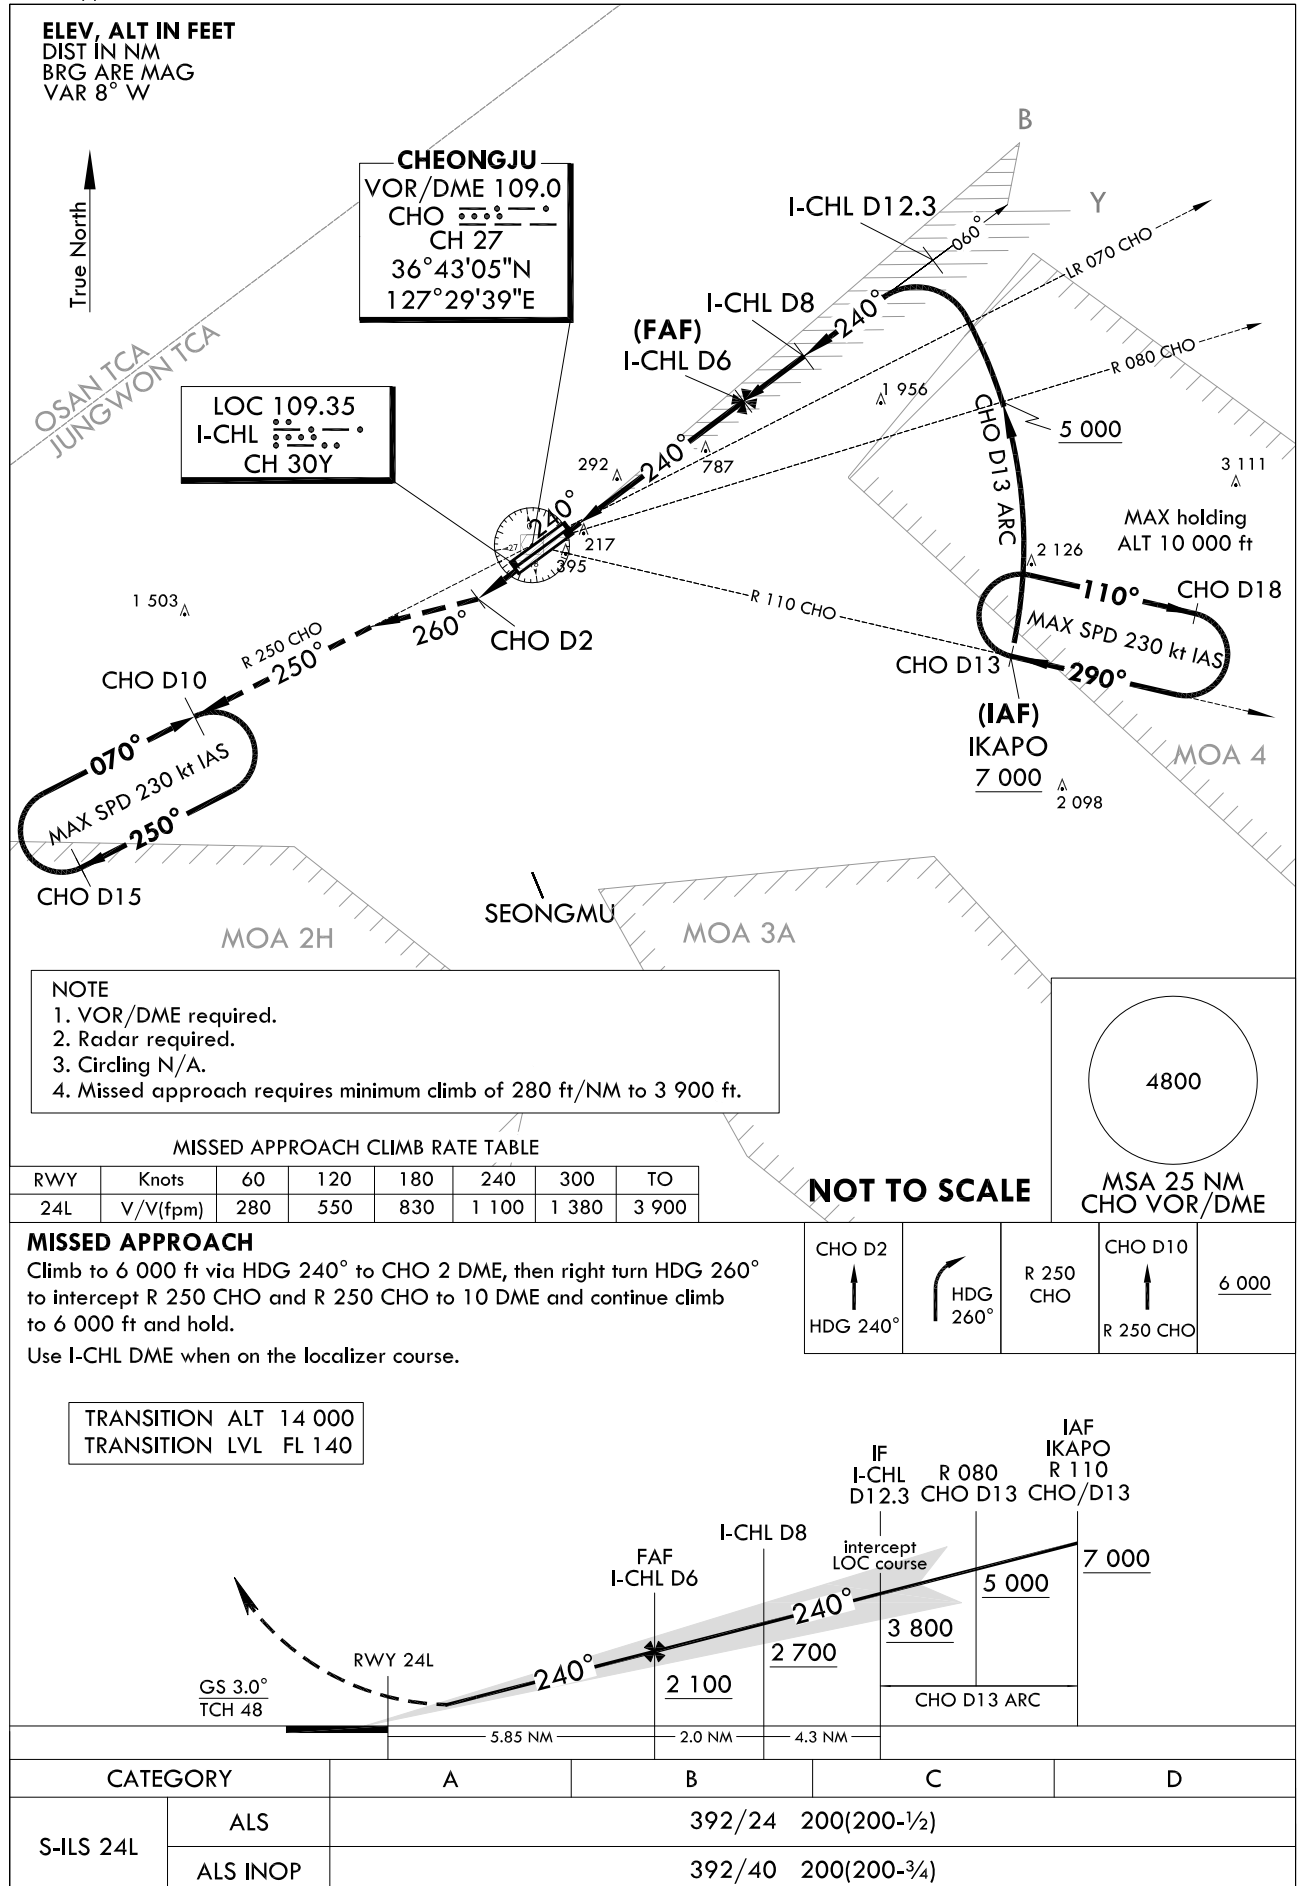 ELEV, ALT IN FEET
DIST IN NM
BRG ARE MAG
VAR 8° W
True North
CHEONGJU
VOR/DME 109.0
CHO
CH 27
36°43'05"N
127°29'39"E
LOC 109.35
I-CHL
CH 30Y
OSAN TCA
JUNGWON TCA
B
Y
I-CHL D12.3
060°
LR 070 CHO
I-CHL D8
240°
(FAF)
I-CHL D6
R 080 CHO
1 956
5 000
CHO D13 ARC
240°
787
292
240°
217
395
27
3 111
MAX holding
ALT 10 000 ft
2 126
110°
CHO D18
MAX SPD 230 kt IAS
290°
R 110 CHO
CHO D13
(IAF)
IKAPO
7 000
2 098
MOA 4
1 503
260°
CHO D2
R 250 CHO
250°
CHO D10
070°
MAX SPD 230 kt IAS
250°
CHO D15
SEONGMU
MOA 2H
MOA 3A
NOTE
1. VOR/DME required.
2. Radar required.
3. Circling N/A.
4. Missed approach requires minimum climb of 280 ft/NM to 3 900 ft.
4800
MSA 25 NM
CHO VOR/DME
NOT TO SCALE
MISSED APPROACH CLIMB RATE TABLE
RWY Knots 60 120 180 240 300 TO
24L V/V(fpm) 280 550 830 1 100 1 380 3 900
MISSED APPROACH
Climb to 6 000 ft via HDG 240° to CHO 2 DME, then right turn HDG 260°
to intercept R 250 CHO and R 250 CHO to 10 DME and continue climb
to 6 000 ft and hold.
Use I-CHL DME when on the localizer course.
CHO D2
HDG 240°
HDG
260°
R 250
CHO
CHO D10
R 250 CHO
6 000
TRANSITION ALT 14 000
TRANSITION LVL FL 140
IAF
IKAPO
R 110
CHO/D13
R 080
CHO D13
IF
I-CHL
D12.3
I-CHL D8
FAF
I-CHL D6
intercept
LOC course
7 000
5 000
3 800
2 700
2 100
240°
240°
RWY 24L
GS 3.0°
TCH 48
CHO D13 ARC
5.85 NM
2.0 NM
4.3 NM
CATEGORY A B C D
S-ILS 24L
ALS 392/24 200(200-½)
ALS INOP 392/40 200(200-¾)